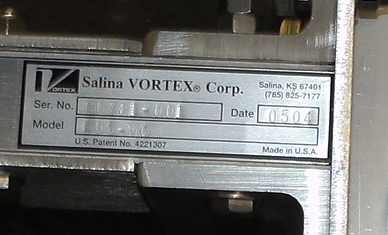 VORTEX
Salina VORTEX® Corp.
Salina, KS 67401
(785) 825-7177
Ser. No.
Date 0504
Model
U.S. Patent No. 4221307
Made in U.S.A.